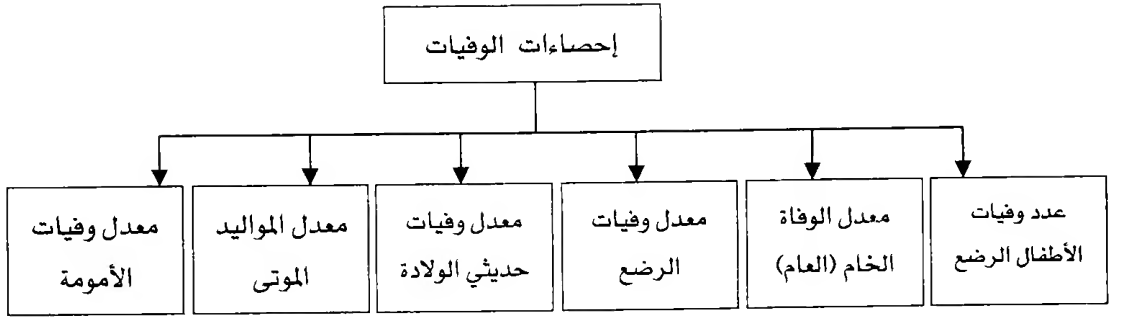 إحصاءات الوفيات
عدد وفيات
الأطفال الرضع
معدل الوفاة
الخام (العام)
معدل وفيات
الرضع
معدل وفيات
حديثي الولادة
معدل المواليد
الموتى
معدل وفيات
الأمومة